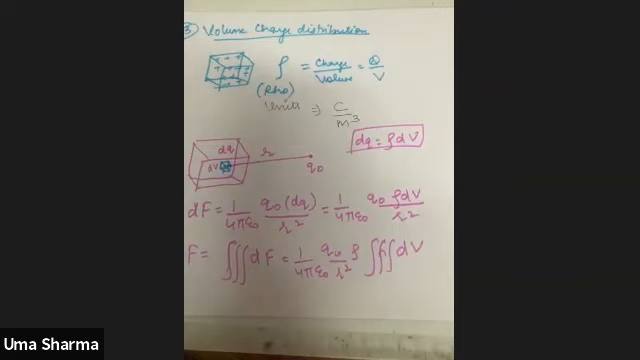 ③ Volume Charge distribution
ρ = Charge/Volume = Q/V
(Rho)
Units ⇒ C/m³
dq = ρdV
dq
dV
r
q₀
dF = 1/4πε₀ q₀(dq)/r² = 1/4πε₀ q₀ ρdV/r²
F = ∭ dF = 1/4πε₀ q₀/r² ρ ∭ dV
Uma Sharma